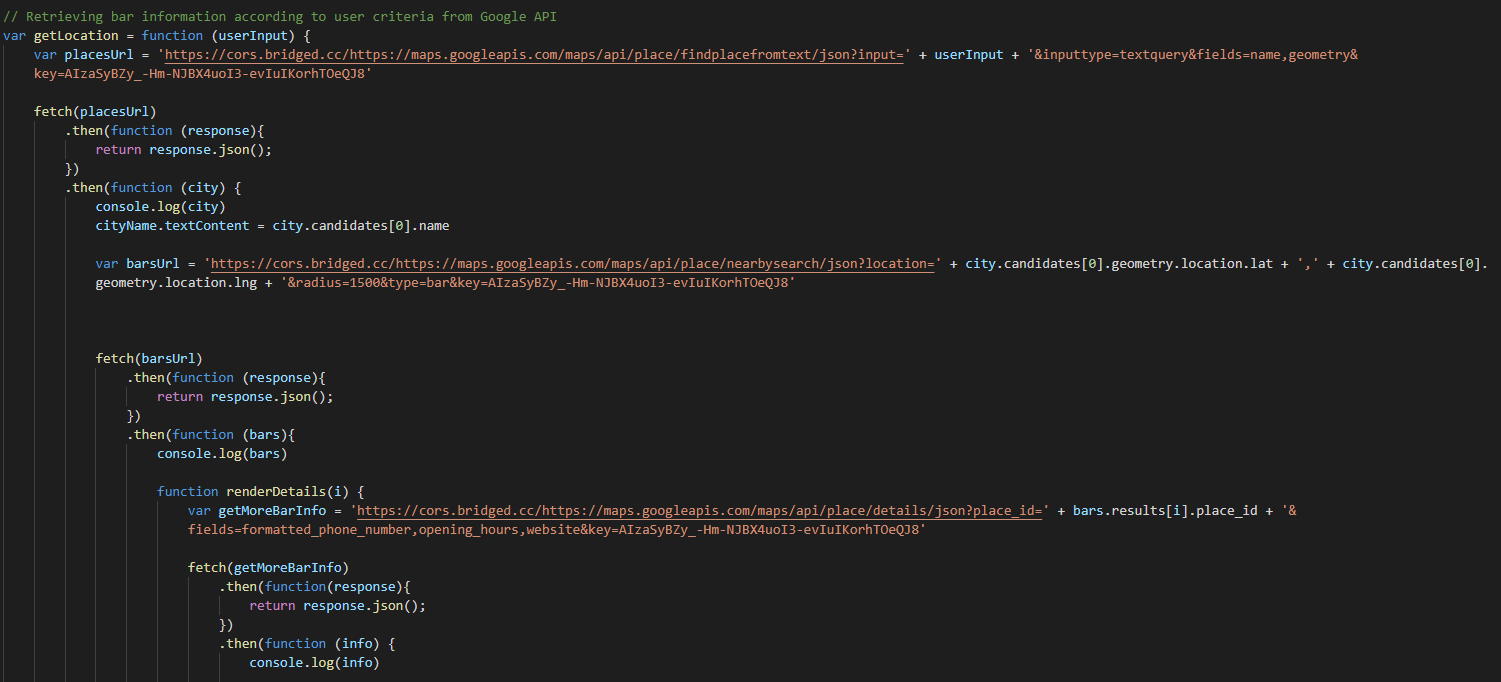 // Retrieving bar information according to user criteria from Google API
var getLocation = function (userInput) {
var placesUrl = 'https://cors.bridged.cc/https://maps.googleapis.com/maps/api/place/findplacefromtext/json?input=' + userInput + '&inputtype=textquery&fields=name,geometry&
key=AIzaSyBZy_-Hm-NJBX4uoI3-evIuIKorhTOeQJ8'
fetch(placesUrl)
.then(function (response){
return response.json();
})
.then(function (city) {
console.log(city)
cityName.textContent = city.candidates[0].name
var barsUrl = 'https://cors.bridged.cc/https://maps.googleapis.com/maps/api/place/nearbysearch/json?location=' + city.candidates[0].geometry.location.lat + ',' + city.candidates[0].
geometry.location.lng + '&radius=1500&type=bar&key=AIzaSyBZy_-Hm-NJBX4uoI3-evIuIKorhTOeQJ8'
fetch(barsUrl)
.then(function (response){
return response.json();
})
.then(function (bars){
console.log(bars)
function renderDetails(i) {
var getMoreBarInfo = 'https://cors.bridged.cc/https://maps.googleapis.com/maps/api/place/details/json?place_id=' + bars.results[i].place_id + '&
fields=formatted_phone_number,opening_hours,website&key=AIzaSyBZy_-Hm-NJBX4uoI3-evIuIKorhTOeQJ8'
fetch(getMoreBarInfo)
.then(function(response){
return response.json();
})
.then(function (info) {
console.log(info)